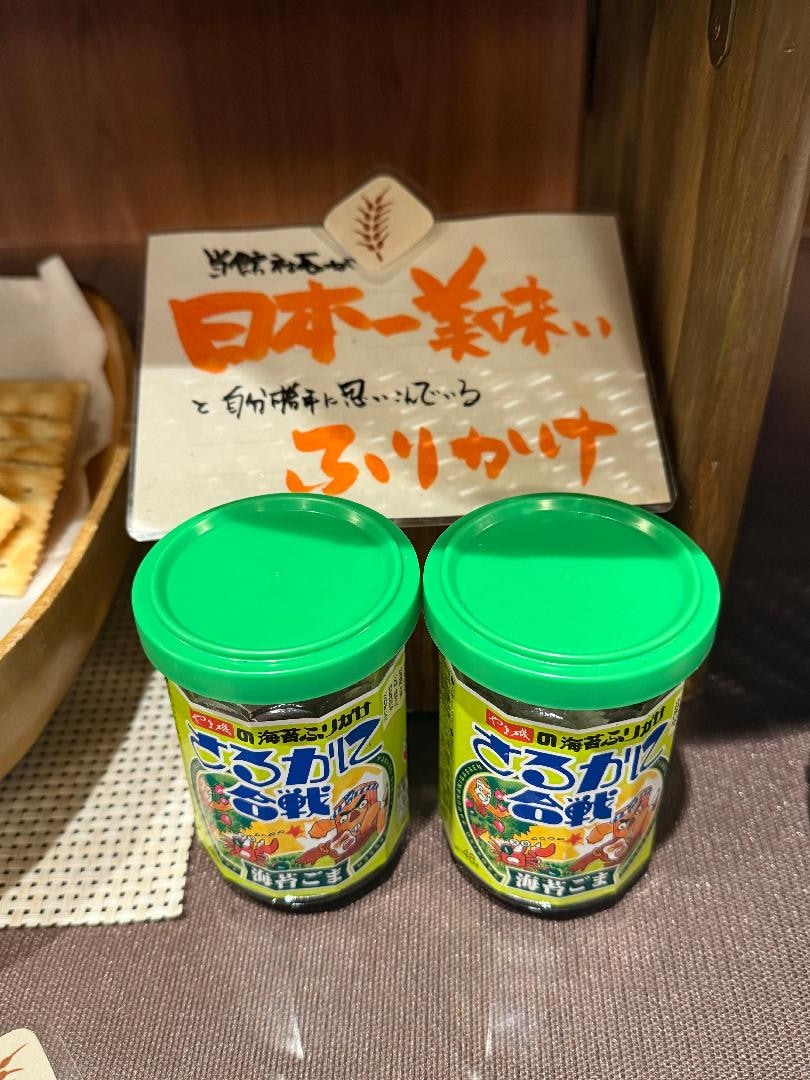 当館社長が
日本一美味い
と自分勝手に思いこんでいる
ふりかけ
やま磯の海苔ふりかけ
さるかに
合戦
海苔ごま
やま磯の海苔ふりかけ
さるかに
合戦
48
海苔ごま